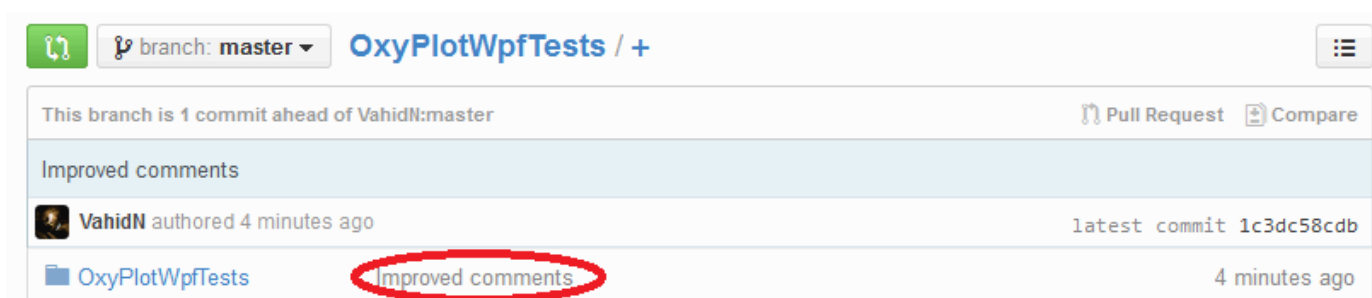 branch: master OxyPlotWpfTests / +
This branch is 1 commit ahead of VahidN:master Pull Request Compare
Improved comments
VahidN authored 4 minutes ago latest commit 1c3dc58cdb
OxyPlotWpfTests Improved comments 4 minutes ago